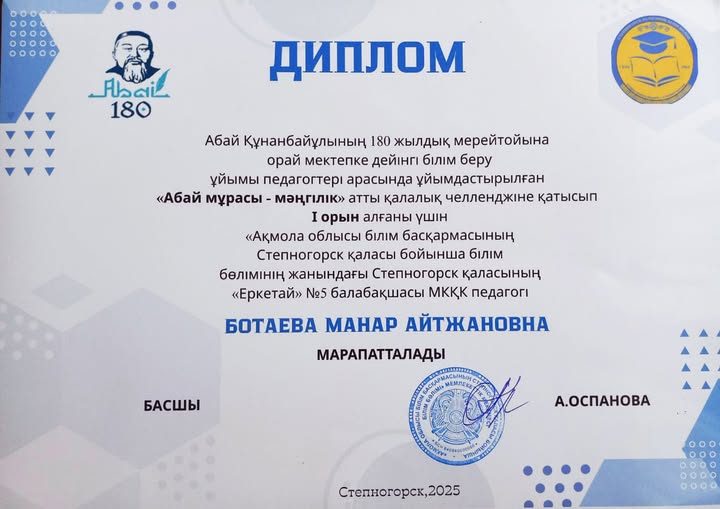 ДИПЛОМ
Abai
180
Абай Құнанбайұлының 180 жылдық мерейтойына
орай мектепке дейінгі білім беру
ұйымы педагогтері арасында ұйымдастырылған
«Абай мұрасы - мәңгілік» атты қалалық челленджіне қатысып
I орын алғаны үшін
«Ақмола облысы білім басқармасының
Степногорск қаласы бойынша білім
бөлімінің жанындағы Степногорск қаласының
«Еркетай» №5 балабақшасы МКҚК педагогі
БОТАЕВА МАНАР АЙТЖАНОВНА
МАРАПАТТАЛАДЫ
БАСШЫ
А.ОСПАНОВА
Степногорск,2025